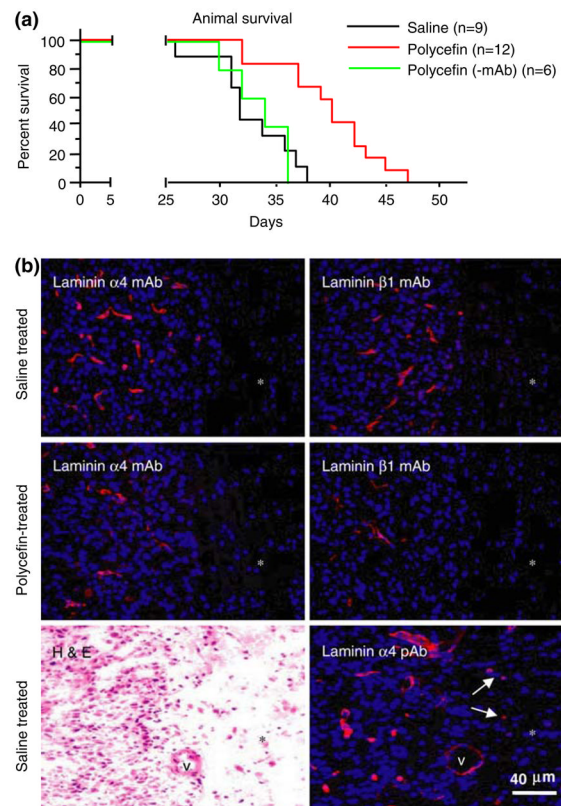 (a)
Animal survival
Saline (n=9)
Polycefin (n=12)
Polycefin (-mAb) (n=6)
Percent survival
100
80
60
40
20
0
0 5 25 30 35 40 45 50
Days
(b)
Saline treated
Laminin α4 mAb
*
Laminin β1 mAb
*
Polycefin-treated
Laminin α4 mAb
*
Laminin β1 mAb
*
Saline treated
H & E
*
v
Laminin α4 pAb
*
v
40 μm